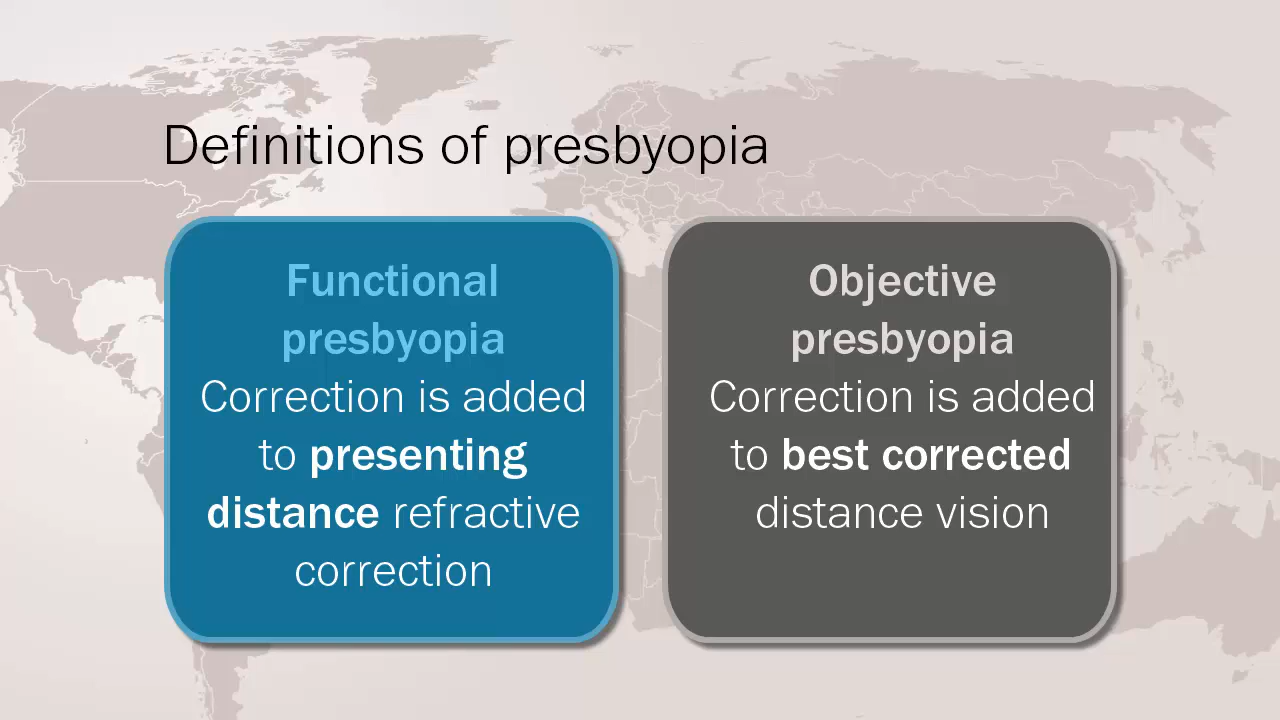 Definitions of presbyopia
Functional
presbyopia
Correction is added
to presenting
distance refractive
correction
Objective
presbyopia
Correction is added
to best corrected
distance vision